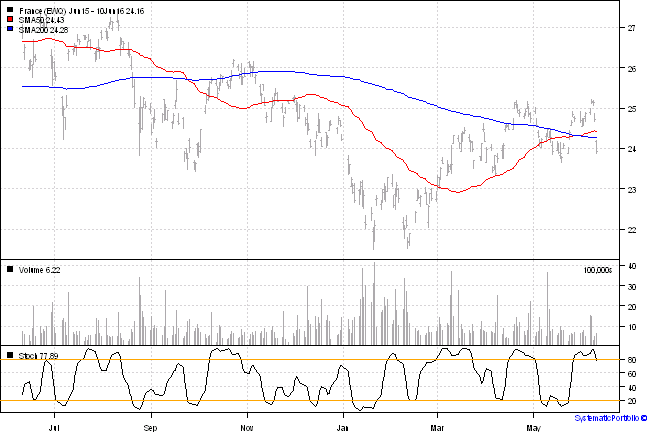 France (EWQ) Jun15 - 10Jun16 24.16
SMA50 24.43
SMA200 24.28
27
26
25
24
23
22
Volume 6.22
40
100,000s
30
20
10
Stoch 77.89
80
60
40
20
Jul Sep Nov Jan Mar May
SystematicPortfolio ©